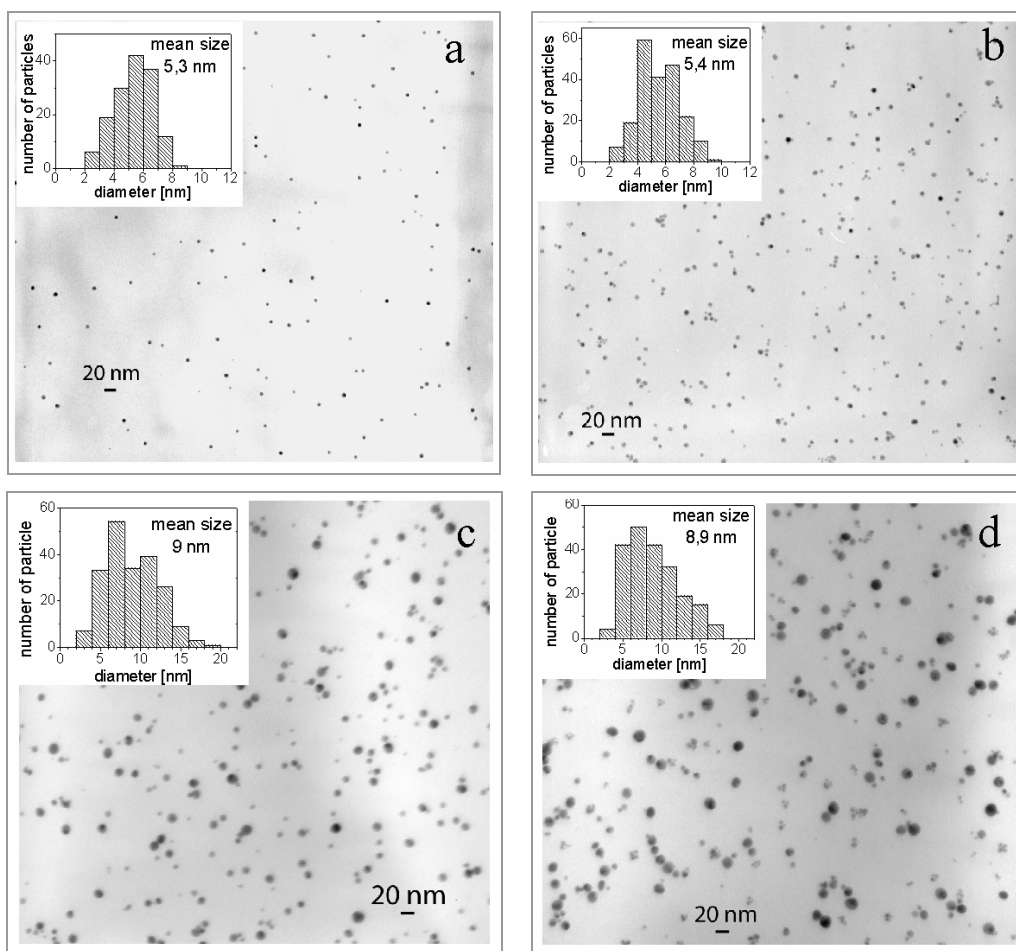 a
mean size
5,3 nm
number of particles
40
20
0
0 2 4 6 8 10 12
diameter [nm]
20 nm
b
mean size
5,4 nm
number of particles
60
40
20
0
0 2 4 6 8 10 12
diameter [nm]
20 nm
c
mean size
9 nm
number of particle
60
40
20
0
0 5 10 15 20
diameter [nm]
20 nm
d
mean size
8,9 nm
number of particle
60
40
20
0
5 10 15 20
diameter [nm]
20 nm